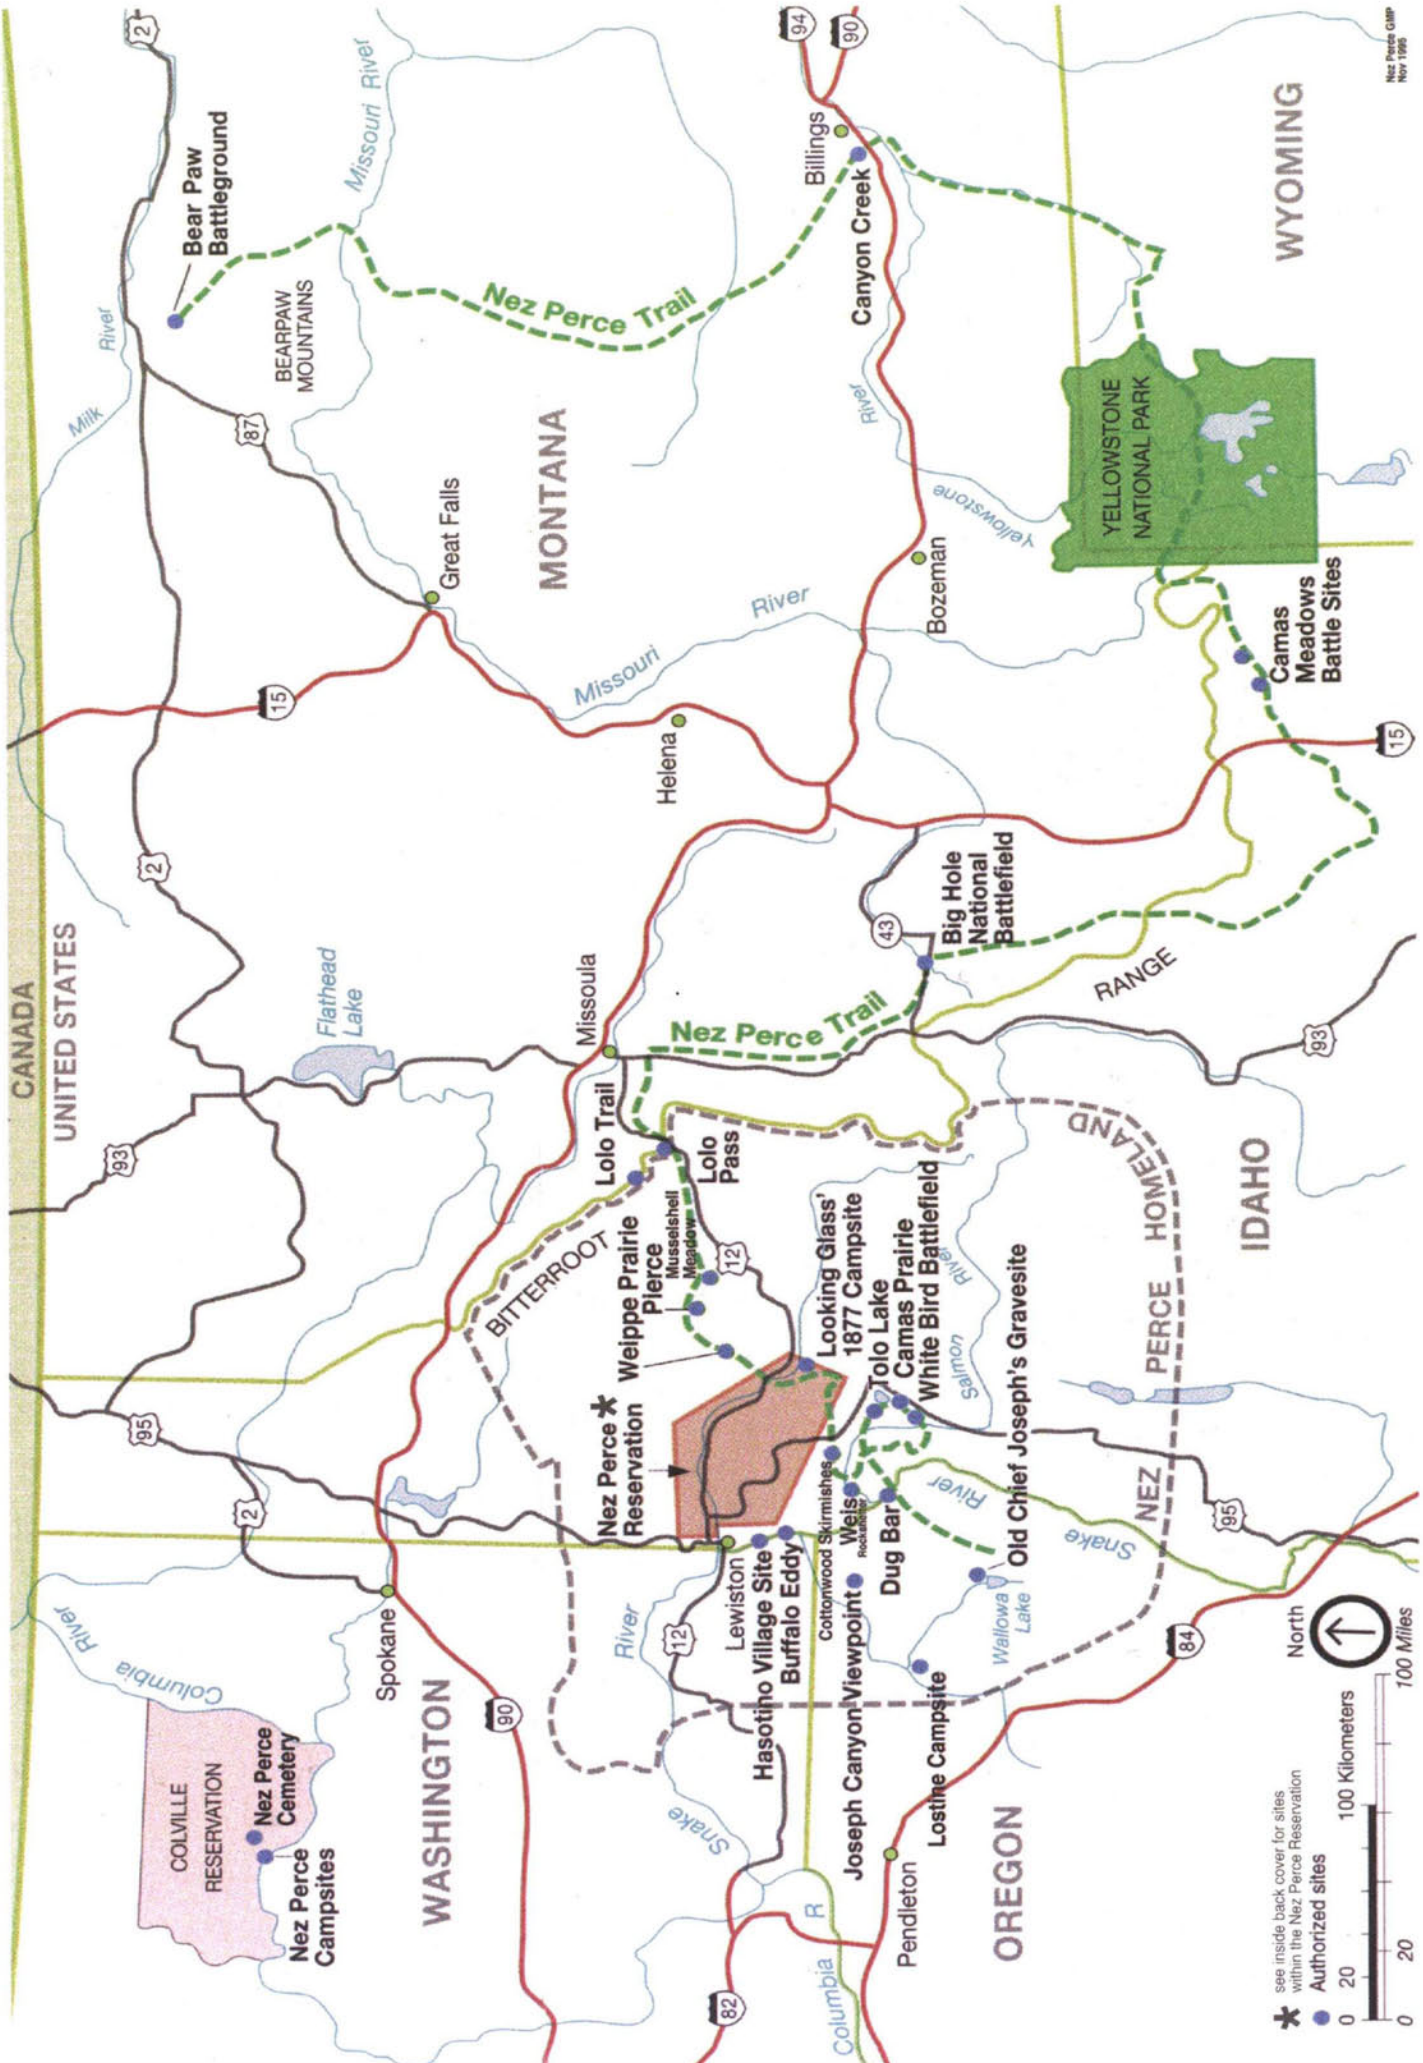 CANADA
UNITED STATES
2
Bear Paw
Battleground
Missouri River
Milk
River
BEARPAW
MOUNTAINS
87
93
95
2
15
2
Flathead
Lake
Great Falls
MONTANA
Nez Perce Trail
94
90
Billings
Canyon Creek
River
Yellowstone
Bozeman
Missouri
River
Helena
Missoula
Columbia
River
COLVILLE
RESERVATION
Nez Perce
Cemetery
Nez Perce
Campsites
Spokane
WASHINGTON
90
BITTERROOT
Lolo Trail
Lolo
Pass
Nez Perce Trail
43
Big Hole
National
Battlefield
RANGE
Nez Perce *
Reservation
Weippe Prairie
Pierce
Musselshell
Meadow
12
River
12
Snake
Lewiston
Hasotino Village Site
Buffalo Eddy
Cottonwood Skirmishes
Weis
Rockshelter
Dug Bar
Joseph Canyon Viewpoint
Looking Glass'
1877 Campsite
Tolo Lake
Camas Prairie
White Bird Battlefield
Salmon
River
Old Chief Joseph's Gravesite
Snake
River
Wallowa
Lake
Lostine Campsite
NEZ PERCE HOMELAND
IDAHO
93
95
84
82
Columbia
R
Pendleton
OREGON
YELLOWSTONE
NATIONAL PARK
WYOMING
Camas
Meadows
Battle Sites
15
North
* see inside back cover for sites
within the Nez Perce Reservation
Authorized sites
0 20 100 Kilometers
0 20 100 Miles
Nez Perce GMP
Nov 1995